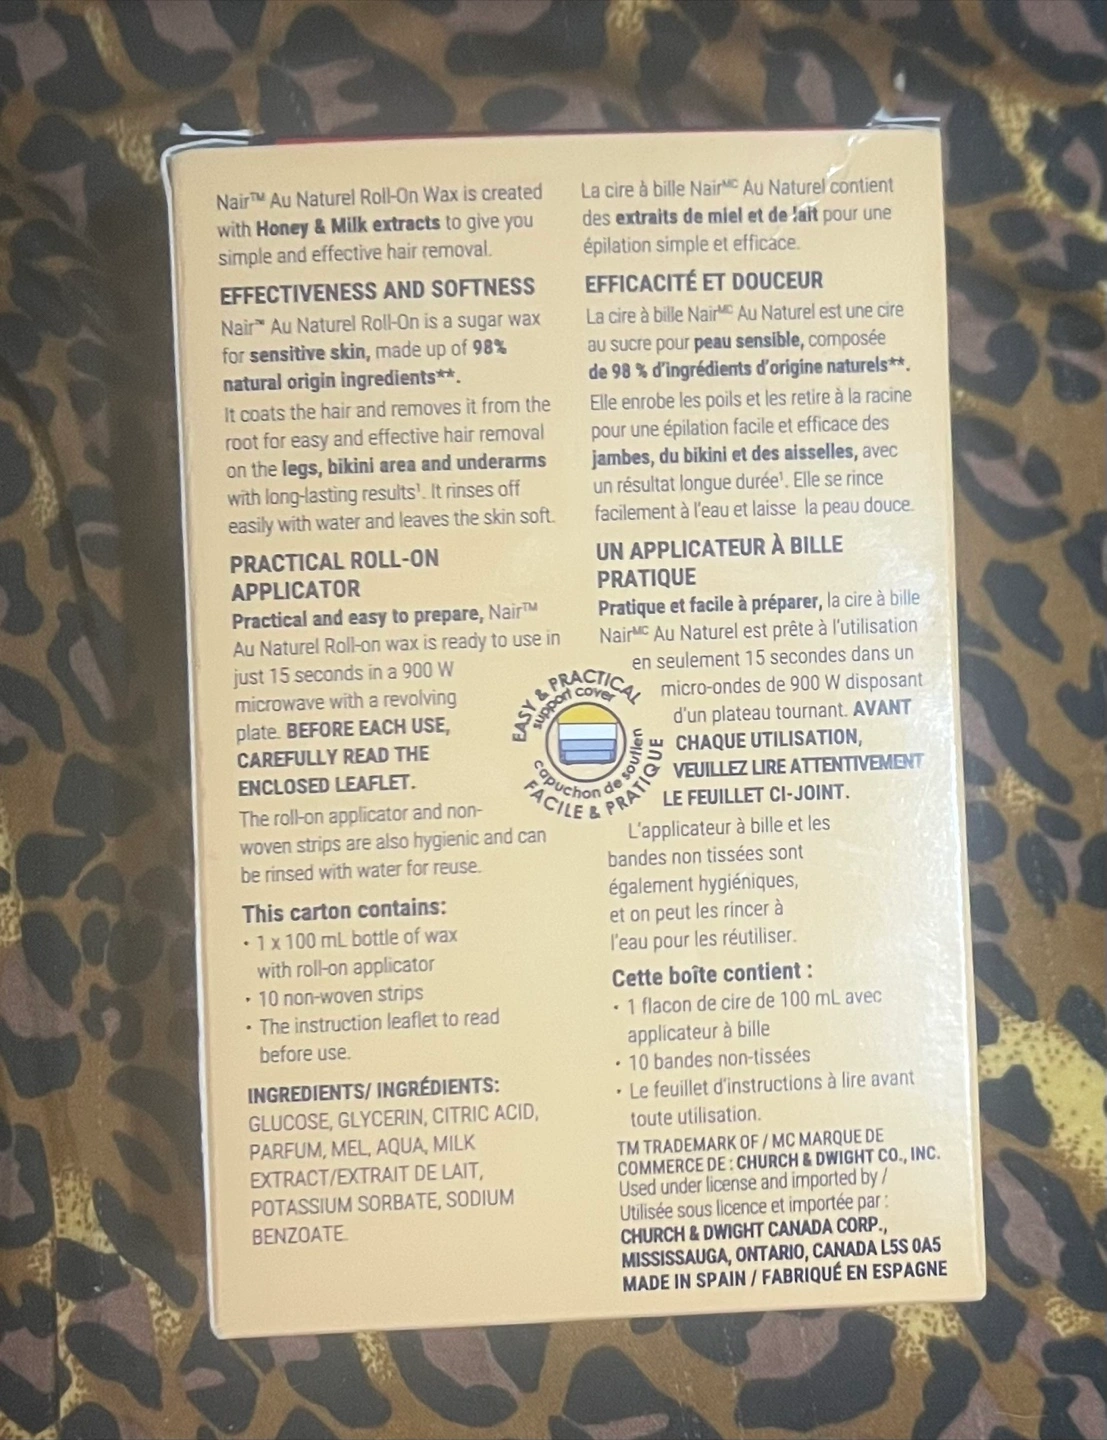 Nair™ Au Naturel Roll-On Wax is created
with Honey & Milk extracts to give you
simple and effective hair removal.
EFFECTIVENESS AND SOFTNESS
Nair™ Au Naturel Roll-On is a sugar wax
for sensitive skin, made up of 98%
natural origin ingredients**.
It coats the hair and removes it from the
root for easy and effective hair removal
on the legs, bikini area and underarms
with long-lasting results¹. It rinses off
easily with water and leaves the skin soft.
PRACTICAL ROLL-ON
APPLICATOR
Practical and easy to prepare, Nair™
Au Naturel Roll-on wax is ready to use in
just 15 seconds in a 900 W
microwave with a revolving
plate. BEFORE EACH USE,
CAREFULLY READ THE
ENCLOSED LEAFLET.
The roll-on applicator and non-
woven strips are also hygienic and can
be rinsed with water for reuse.
This carton contains:
• 1 x 100 mL bottle of wax
with roll-on applicator
• 10 non-woven strips
• The instruction leaflet to read
before use.
INGREDIENTS/ INGRÉDIENTS:
GLUCOSE, GLYCERIN, CITRIC ACID,
PARFUM, MEL, AQUA, MILK
EXTRACT/EXTRAIT DE LAIT,
POTASSIUM SORBATE, SODIUM
BENZOATE.
EASY & PRACTICAL
support cover
capuchon de soutien
FACILE & PRATIQUE
La cire à bille Nairᴹᶜ Au Naturel contient
des extraits de miel et de lait pour une
épilation simple et efficace.
EFFICACITÉ ET DOUCEUR
La cire à bille Nairᴹᶜ Au Naturel est une cire
au sucre pour peau sensible, composée
de 98 % d'ingrédients d'origine naturels**.
Elle enrobe les poils et les retire à la racine
pour une épilation facile et efficace des
jambes, du bikini et des aisselles, avec
un résultat longue durée¹. Elle se rince
facilement à l'eau et laisse la peau douce.
UN APPLICATEUR À BILLE
PRATIQUE
Pratique et facile à préparer, la cire à bille
Nairᴹᶜ Au Naturel est prête à l'utilisation
en seulement 15 secondes dans un
micro-ondes de 900 W disposant
d'un plateau tournant. AVANT
CHAQUE UTILISATION,
VEUILLEZ LIRE ATTENTIVEMENT
LE FEUILLET CI-JOINT.
L'applicateur à bille et les
bandes non tissées sont
également hygiéniques,
et on peut les rincer à
l'eau pour les réutiliser.
Cette boîte contient :
• 1 flacon de cire de 100 mL avec
applicateur à bille
• 10 bandes non-tissées
• Le feuillet d'instructions à lire avant
toute utilisation.
TM TRADEMARK OF / MC MARQUE DE
COMMERCE DE : CHURCH & DWIGHT CO., INC.
Used under license and imported by /
Utilisée sous licence et importée par :
CHURCH & DWIGHT CANADA CORP.,
MISSISSAUGA, ONTARIO, CANADA L5S 0A5
MADE IN SPAIN / FABRIQUÉ EN ESPAGNE